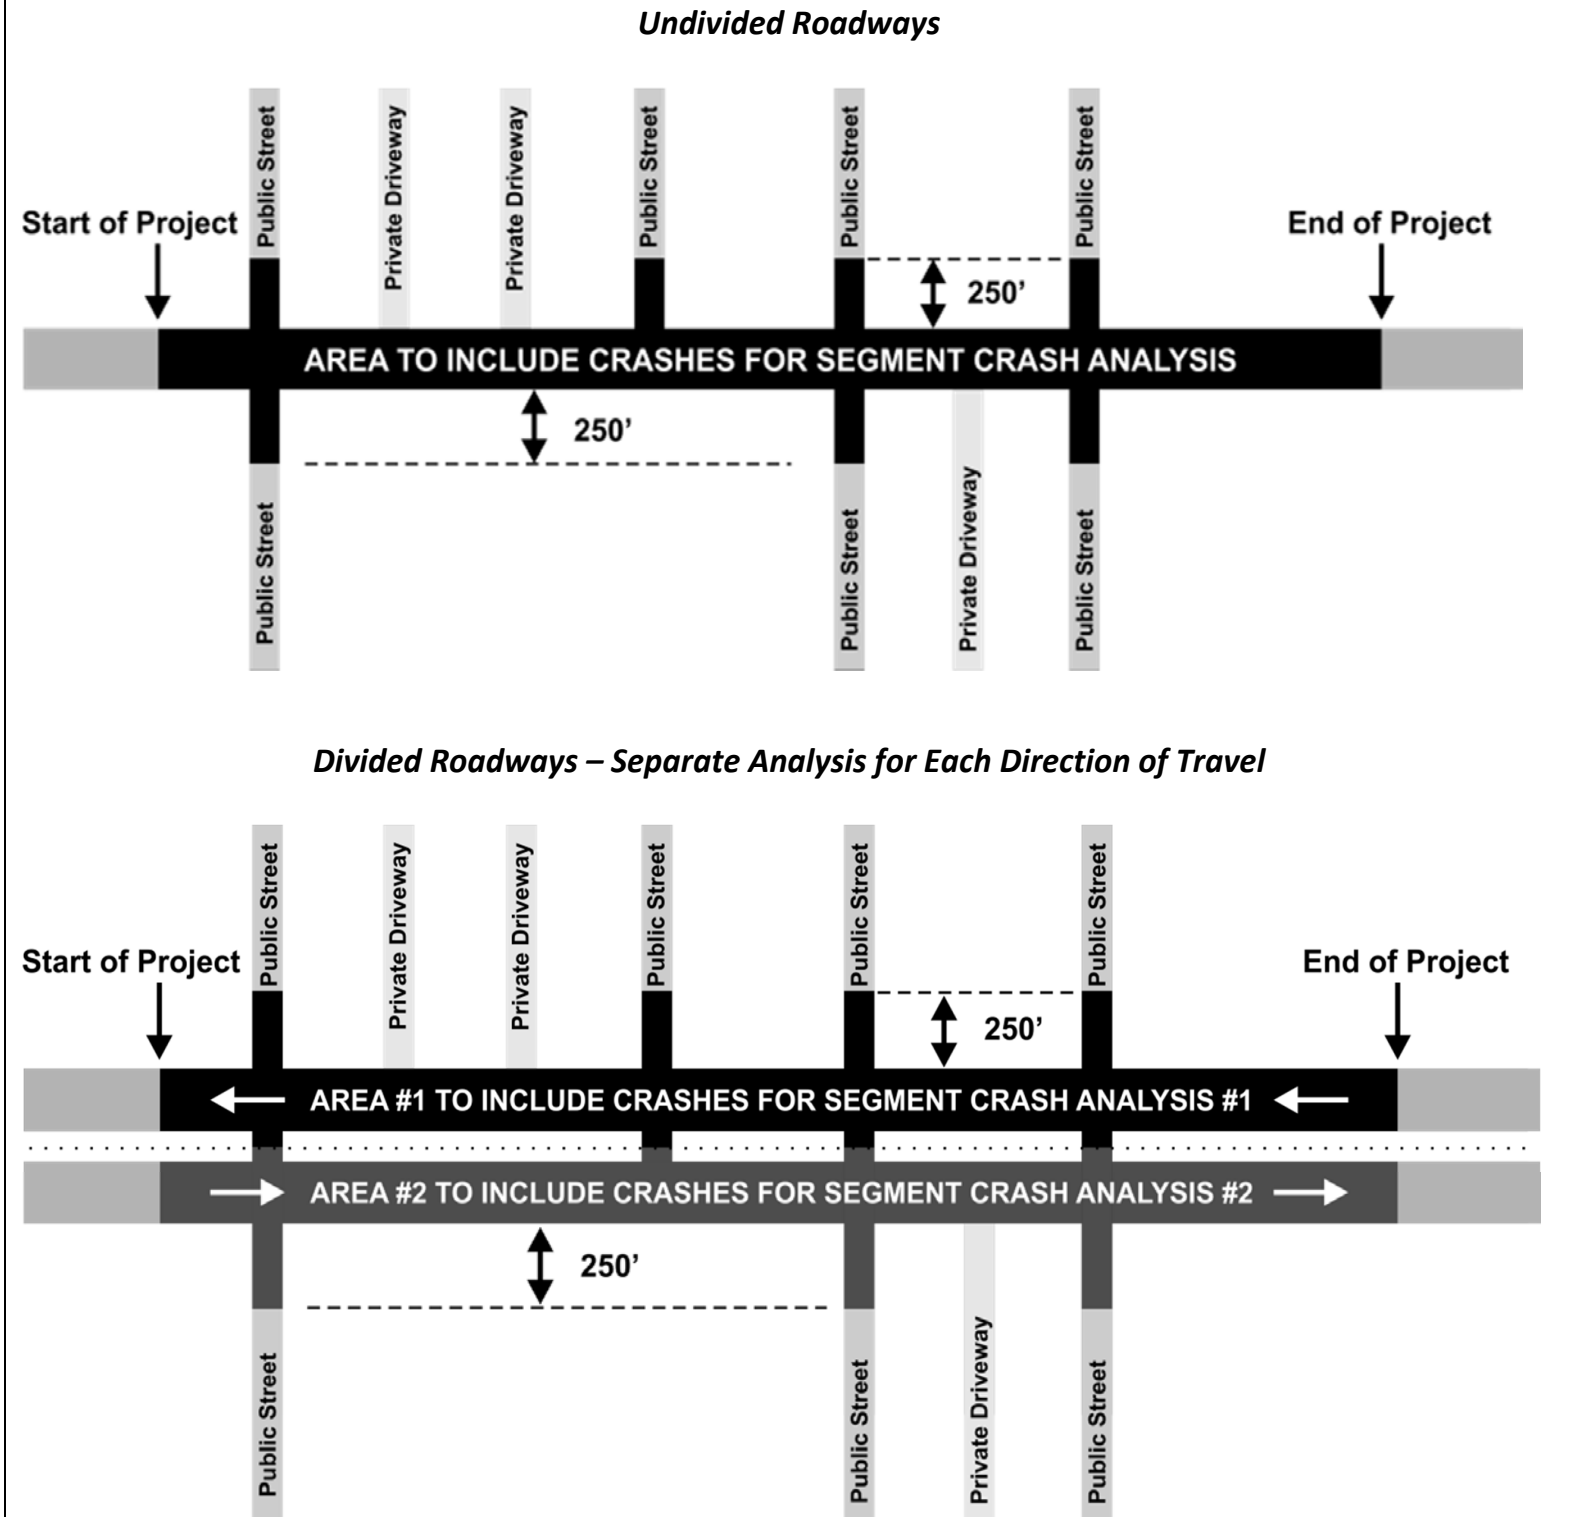 Undivided Roadways
Public Street
Private Driveway
Private Driveway
Public Street
Public Street
Public Street
Start of Project
End of Project
250’
AREA TO INCLUDE CRASHES FOR SEGMENT CRASH ANALYSIS
250’
Public Street
Public Street
Private Driveway
Public Street
Divided Roadways – Separate Analysis for Each Direction of Travel
Public Street
Private Driveway
Private Driveway
Public Street
Public Street
Public Street
Start of Project
End of Project
250’
AREA #1 TO INCLUDE CRASHES FOR SEGMENT CRASH ANALYSIS #1
AREA #2 TO INCLUDE CRASHES FOR SEGMENT CRASH ANALYSIS #2
250’
Public Street
Public Street
Private Driveway
Public Street